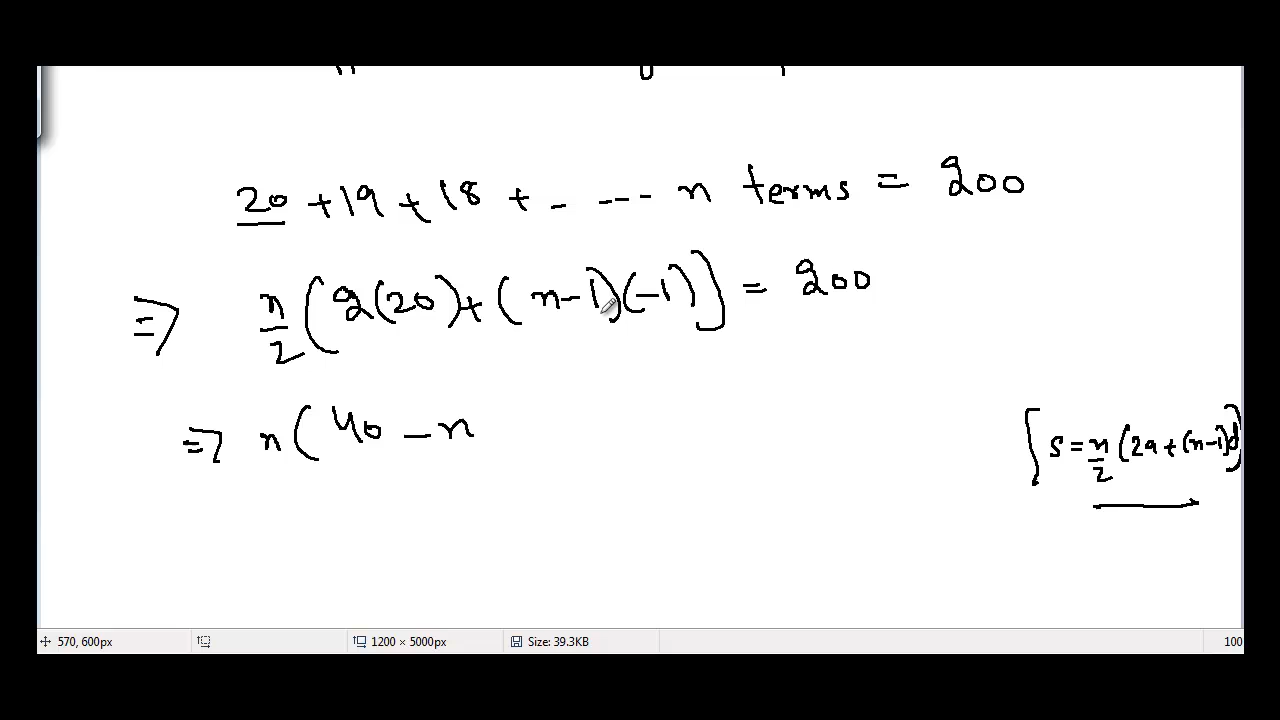 20 + 19 + 18 + - --- n terms = 200
⇒ n/2 (2(20) + (n-1)(-1)] = 200
⇒ n ( 40 - n
[ S = n/2 (2a + (n-1)d]
570, 600px 1200 × 5000px Size: 39.3KB 100